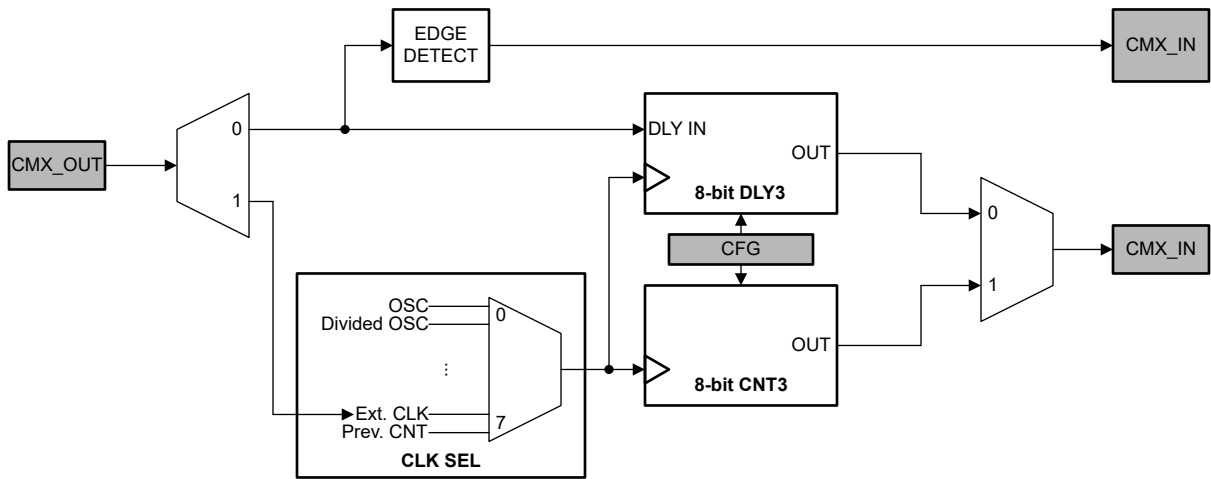 EDGE
DETECT
CMX_IN
0
DLY IN
CMX_OUT
OUT
1
8-bit DLY3
0
CFG
CMX_IN
1
OSC
0
Divided OSC
OUT
⋮
8-bit CNT3
Ext. CLK
7
Prev. CNT
CLK SEL